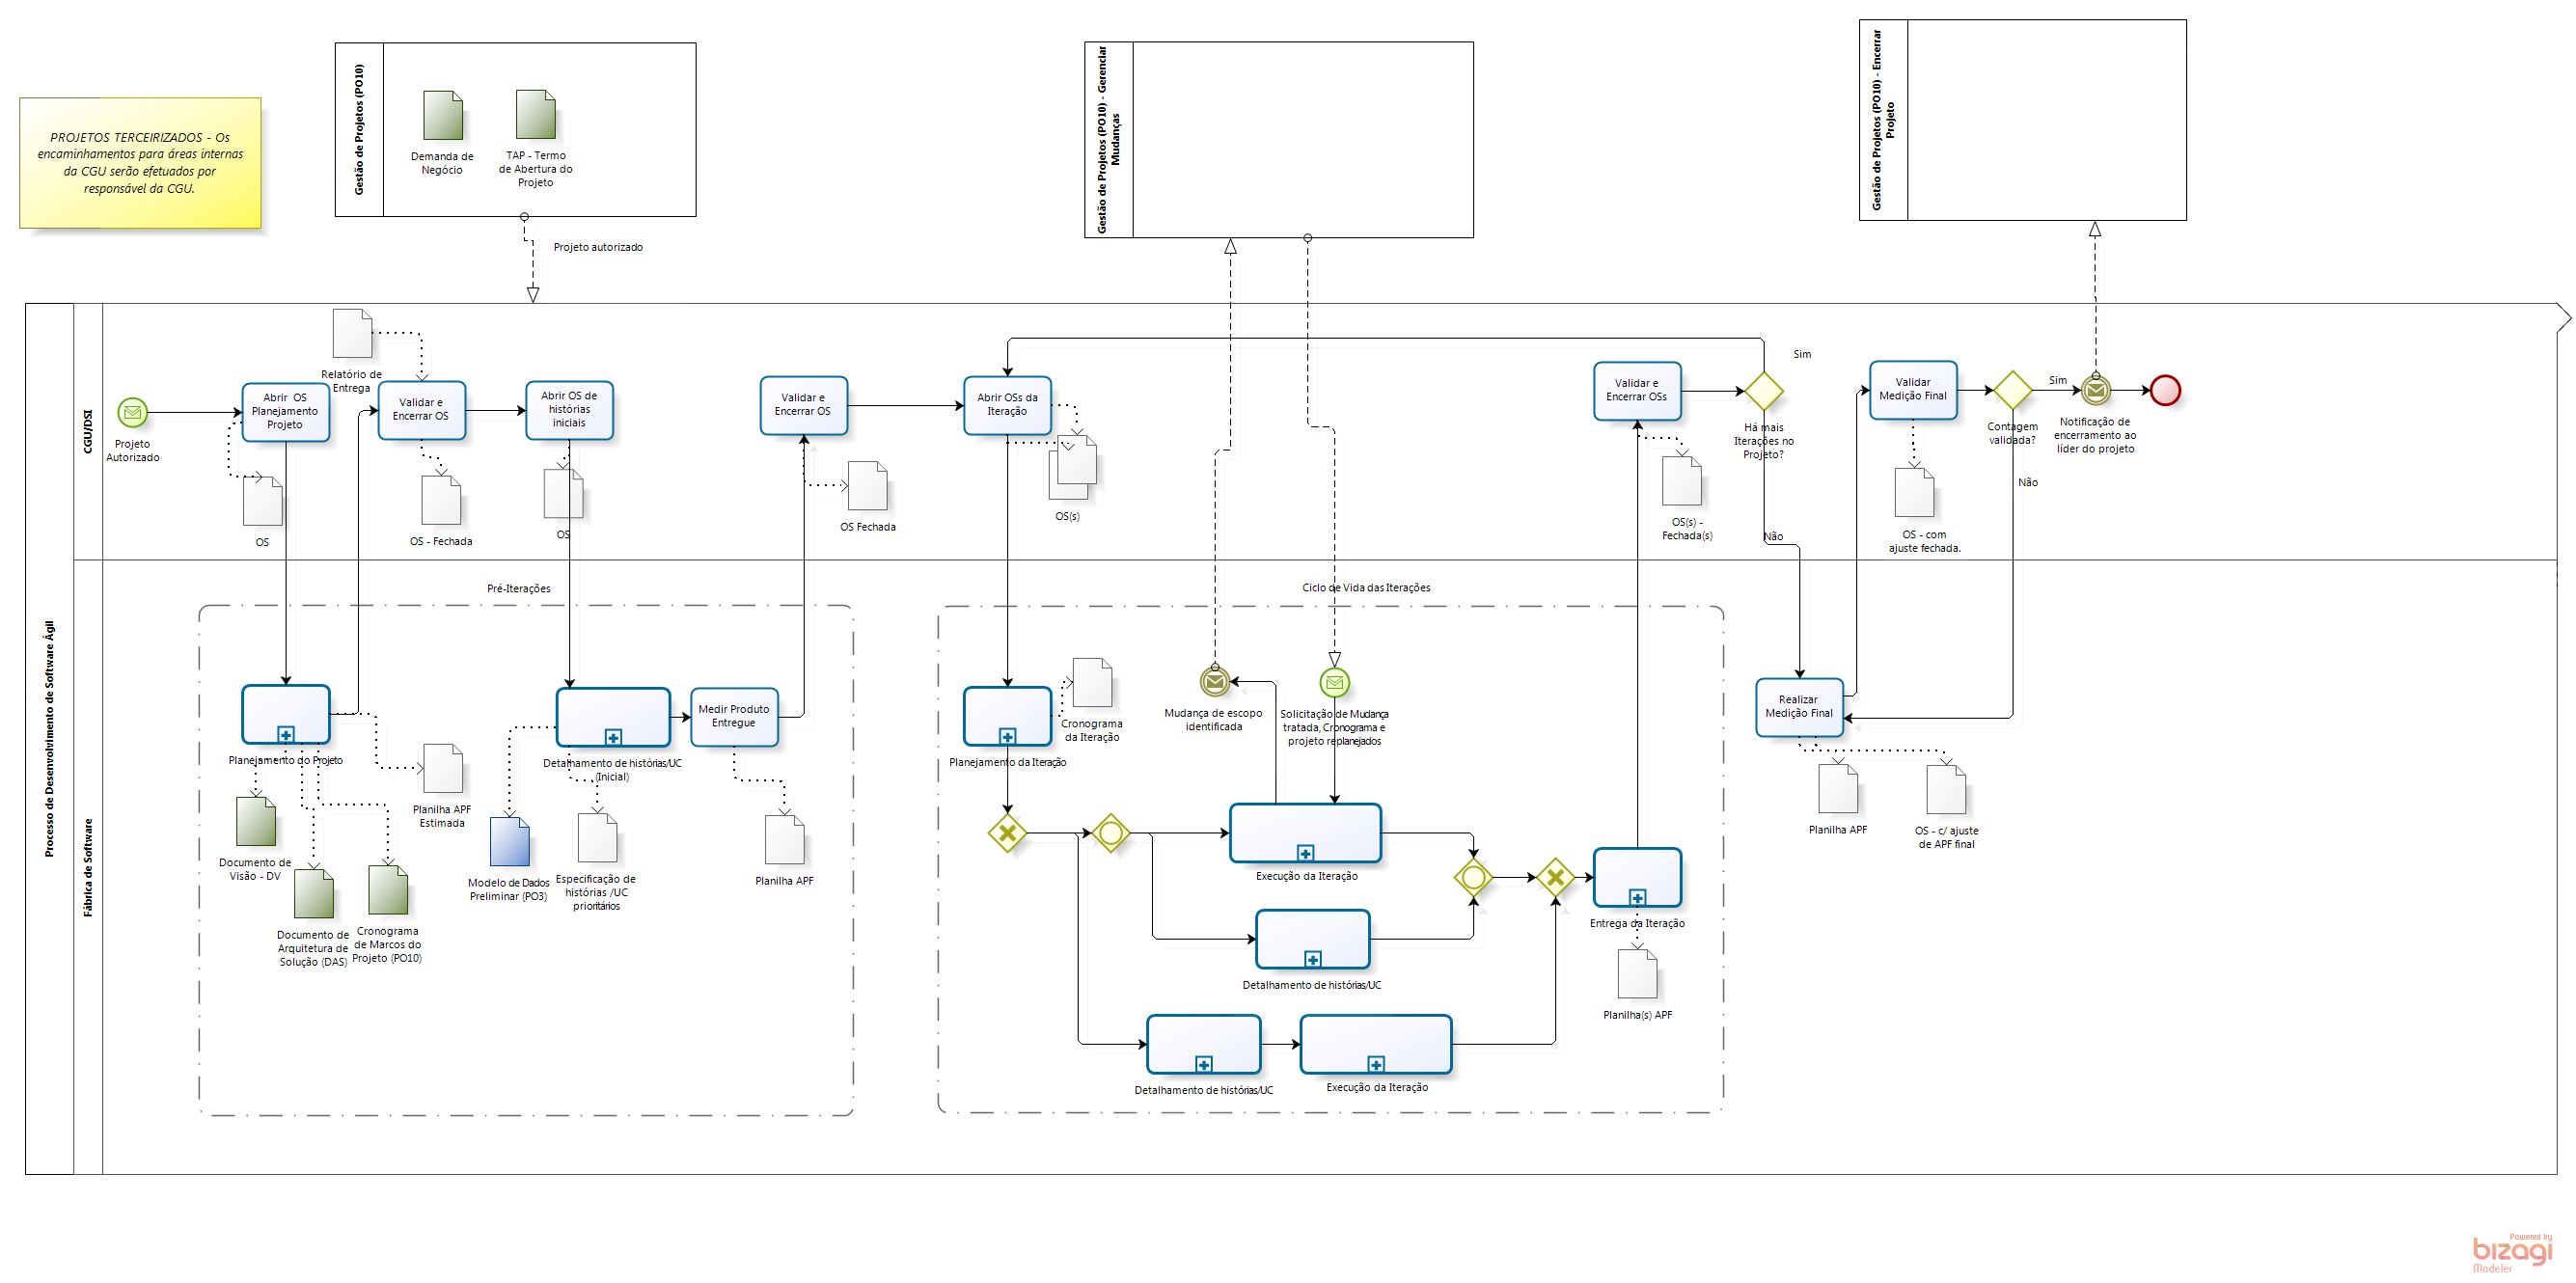 PROJETOS TERCEIRIZADOS - Os
encaminhamentos para áreas internas
da CGU serão efetuados por
responsável da CGU.
Gestão de Projetos (PO10)
Demanda de
Negócio
TAP - Termo
de Abertura do
Projeto
Projeto autorizado
Gestão de Projetos (PO10) - Gerenciar
Mudanças
Gestão de Projetos (PO10) - Encerrar
Projeto
Processo de Desenvolvimento de Software Ágil
CGU/DSI
Projeto
Autorizado
Abrir OS
Planejamento
Projeto
OS
Relatório de
Entrega
Validar e
Encerrar OS
OS - Fechada
Abrir OS de
histórias
iniciais
OS
Validar e
Encerrar OS
OS Fechada
Abrir OSs da
Iteração
OS(s)
Validar e
Encerrar OSs
OS(s) -
Fechada(s)
Sim
Há mais
Iterações no
Projeto?
Não
Validar
Medição Final
OS - com
ajuste fechada.
Sim
Contagem
validada?
Não
Notificação de
encerramento ao
líder do projeto
Fábrica de Software
Pré-Iterações
Planejamento do Projeto
Planilha APF
Estimada
Documento de
Visão - DV
Documento de
Arquitetura de
Solução (DAS)
Cronograma
de Marcos do
Projeto (PO10)
Detalhamento de histórias/UC
(Inicial)
Modelo de Dados
Preliminar (PO3)
Especificação de
histórias /UC
prioritários
Medir Produto
Entregue
Planilha APF
Ciclo de Vida das Iterações
Planejamento da Iteração
Cronograma
da Iteração
Mudança de escopo
identificada
Solicitação de Mudança
tratada, Cronograma e
projeto replanejados
Execução da Iteração
Detalhamento de histórias/UC
Detalhamento de histórias/UC
Execução da Iteração
Entrega da Iteração
Planilha(s) APF
Realizar
Medição Final
Planilha APF
OS - c/ ajuste
de APF final
Powered by
bizagi
Modeler